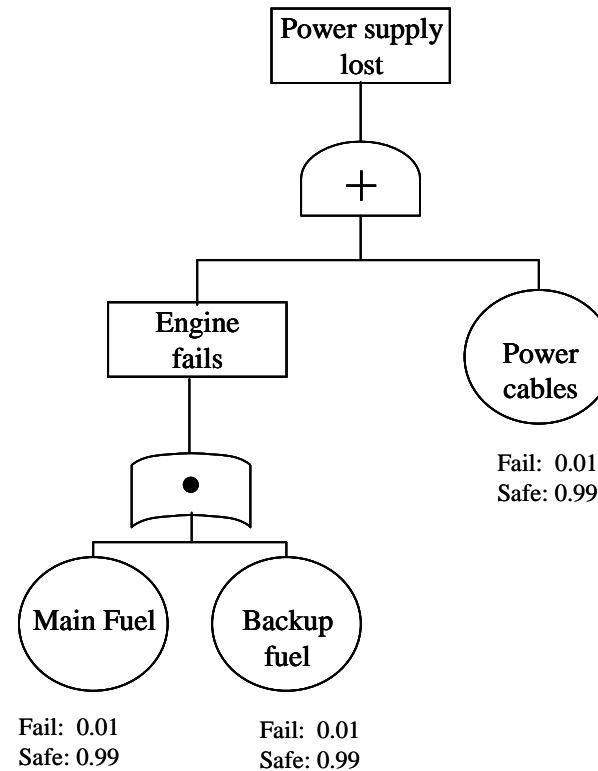 Power supply
lost
+
Engine
fails
Power
cables
Fail: 0.01
Safe: 0.99
Main Fuel
Backup
fuel
Fail: 0.01
Safe: 0.99
Fail: 0.01
Safe: 0.99